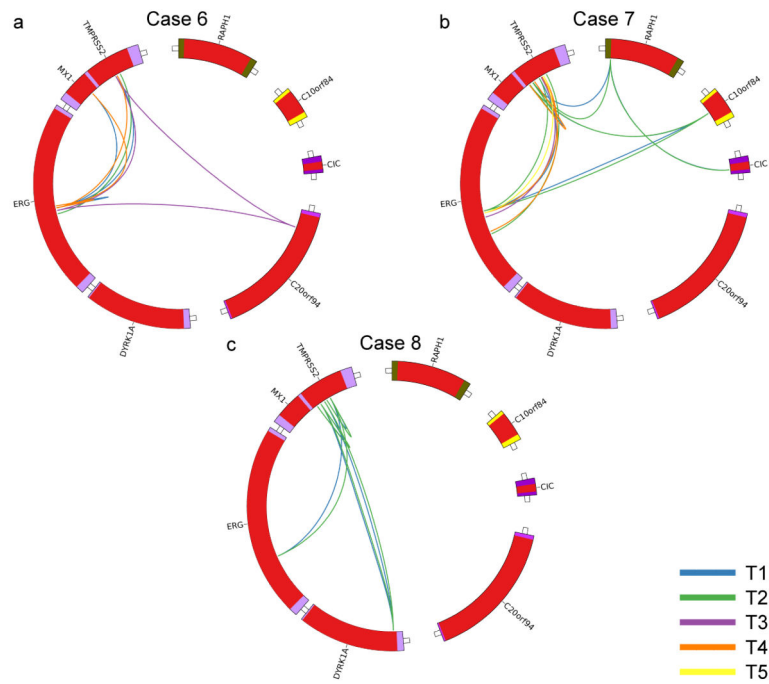 a
Case 6
TMPRSS2
RAPH1
MX1
C10orf84
CIC
ERG
C20orf94
DYRK1A
b
Case 7
TMPRSS2
RAPH1
MX1
C10orf84
CIC
ERG
C20orf94
DYRK1A
c
Case 8
TMPRSS2
RAPH1
MX1
C10orf84
CIC
ERG
C20orf94
DYRK1A
T1
T2
T3
T4
T5